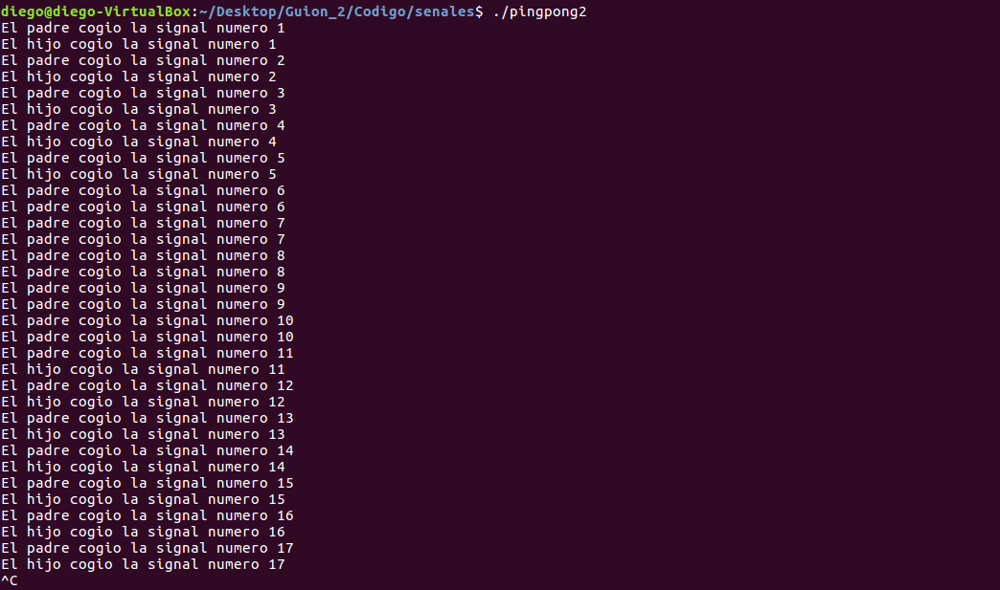 diego@diego-VirtualBox:~/Desktop/Guion_2/Codigo/senales$ ./pingpong2
El padre cogio la signal numero 1
El hijo cogio la signal numero 1
El padre cogio la signal numero 2
El hijo cogio la signal numero 2
El padre cogio la signal numero 3
El hijo cogio la signal numero 3
El padre cogio la signal numero 4
El hijo cogio la signal numero 4
El padre cogio la signal numero 5
El hijo cogio la signal numero 5
El padre cogio la signal numero 6
El padre cogio la signal numero 6
El padre cogio la signal numero 7
El padre cogio la signal numero 7
El padre cogio la signal numero 8
El padre cogio la signal numero 8
El padre cogio la signal numero 9
El padre cogio la signal numero 9
El padre cogio la signal numero 10
El padre cogio la signal numero 10
El padre cogio la signal numero 11
El hijo cogio la signal numero 11
El padre cogio la signal numero 12
El hijo cogio la signal numero 12
El padre cogio la signal numero 13
El hijo cogio la signal numero 13
El padre cogio la signal numero 14
El hijo cogio la signal numero 14
El padre cogio la signal numero 15
El hijo cogio la signal numero 15
El padre cogio la signal numero 16
El hijo cogio la signal numero 16
El padre cogio la signal numero 17
El hijo cogio la signal numero 17
^C